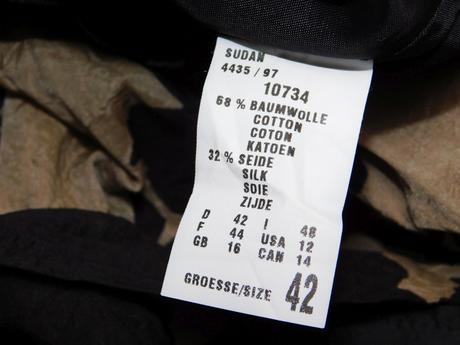 SUDAN
4435 / 97
10734
68 % BAUMWOLLE
COTTON
COTON
KATOEN
32 % SEIDE
SILK
SOIE
ZIJDE
D 42 I 48
F 44 USA 12
GB 16 CAN 14
GROESSE/SIZE 42